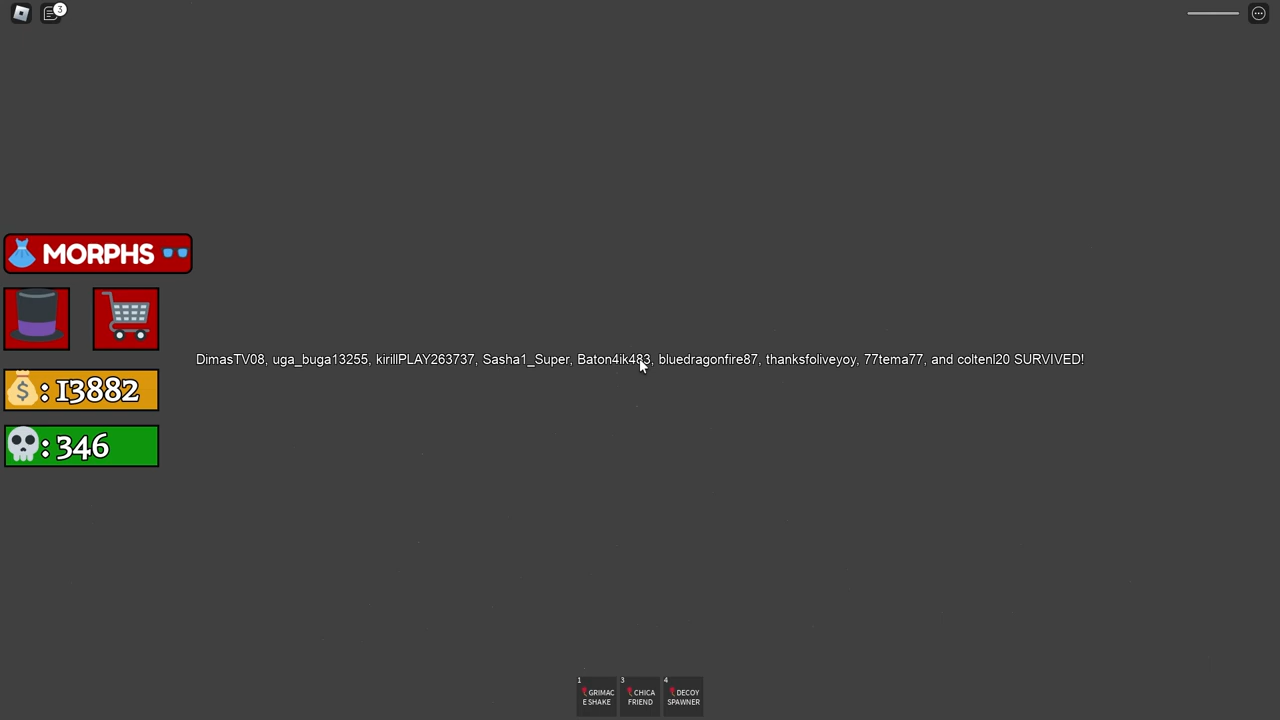 3
MORPHS
DimasTV08, uga_buga13255, kirillPLAY263737, Sasha1_Super, Baton4ik483, bluedragonfire87, thanksfoliveyoy, 77tema77, and coltenl20 SURVIVED!
: 13882
: 346
1
GRIMAC
E SHAKE
3
CHICA
FRIEND
4
DECOY
SPAWNER